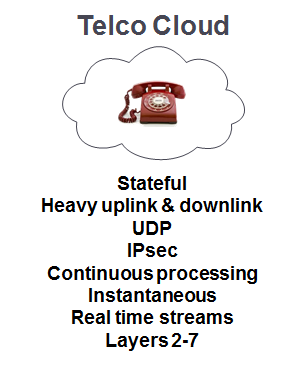 Telco Cloud
Stateful
Heavy uplink & downlink
UDP
IPsec
Continuous processing
Instantaneous
Real time streams
Layers 2-7